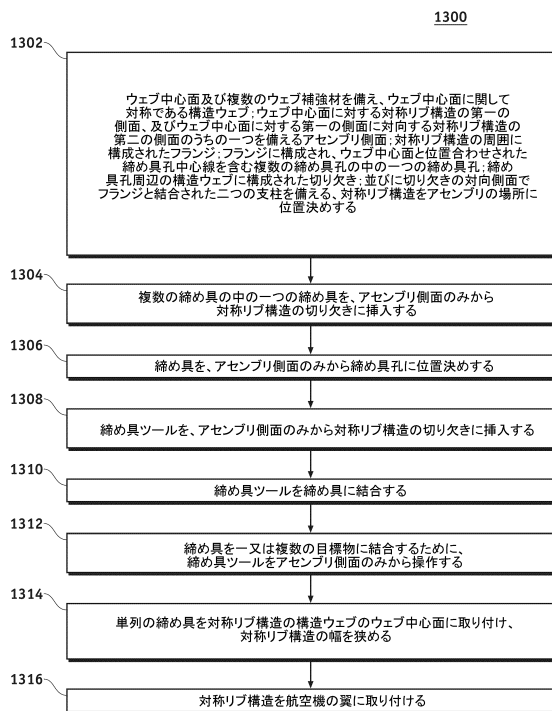 1300
1302
ウェブ中心面及び複数のウェブ補強材を備え、ウェブ中心面に関して
対称である構造ウェブ;ウェブ中心面に対する対称リブ構造の第一の
側面、及びウェブ中心面に対する第一の側面に対向する対称リブ構造の
第二の側面のうちの一つを備えるアセンブリ側面;対称リブ構造の周囲に
構成されたフランジ;フランジに構成され、ウェブ中心面と位置合わせされた
締め具孔中心線を含む複数の締め具孔の中の一つの締め具孔;締め
具孔周辺の構造ウェブに構成された切り欠き;並びに切り欠きの対向側面で
フランジと結合された二つの支柱を備える、対称リブ構造をアセンブリの場所に
位置決めする
1304
複数の締め具の中の一つの締め具を、アセンブリ側面のみから
対称リブ構造の切り欠きに挿入する
1306
締め具を、アセンブリ側面のみから締め具孔に位置決めする
1308
締め具ツールを、アセンブリ側面のみから対称リブ構造の切り欠きに挿入する
1310
締め具ツールを締め具に結合する
1312
締め具を一又は複数の目標物に結合するために、
締め具ツールをアセンブリ側面のみから操作する
1314
単列の締め具を対称リブ構造の構造ウェブのウェブ中心面に取り付け、
対称リブ構造の幅を狭める
1316
対称リブ構造を航空機の翼に取り付ける